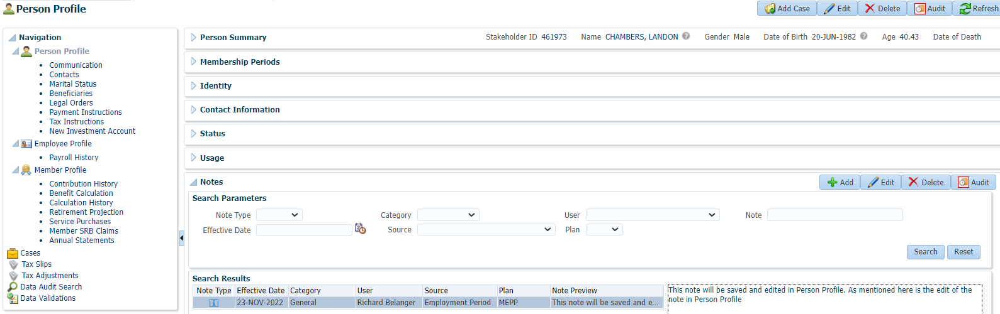 Person Profile
Add Case Edit Delete Audit Refresh
Navigation
Person Profile
Communication
Contacts
Marital Status
Beneficiaries
Legal Orders
Payment Instructions
Tax Instructions
New Investment Account
Employee Profile
Payroll History
Member Profile
Contribution History
Benefit Calculation
Calculation History
Retirement Projection
Service Purchases
Member SRB Claims
Annual Statements
Cases
Tax Slips
Tax Adjustments
Data Audit Search
Data Validations
Person Summary Stakeholder ID 461973 Name CHAMBERS, LANDON Gender Male Date of Birth 20-JUN-1982 Age 40.43 Date of Death
Membership Periods
Identity
Contact Information
Status
Usage
Notes Add Edit Delete Audit
Search Parameters
Note Type Category User Note
Effective Date Source Plan
Search Reset
Search Results
Note Type Effective Date Category User Source Plan Note Preview
23-NOV-2022 General Richard Belanger Employment Period MEPP This note will be saved and e...
This note will be saved and edited in Person Profile. As mentioned here is the edit of the
note in Person Profile